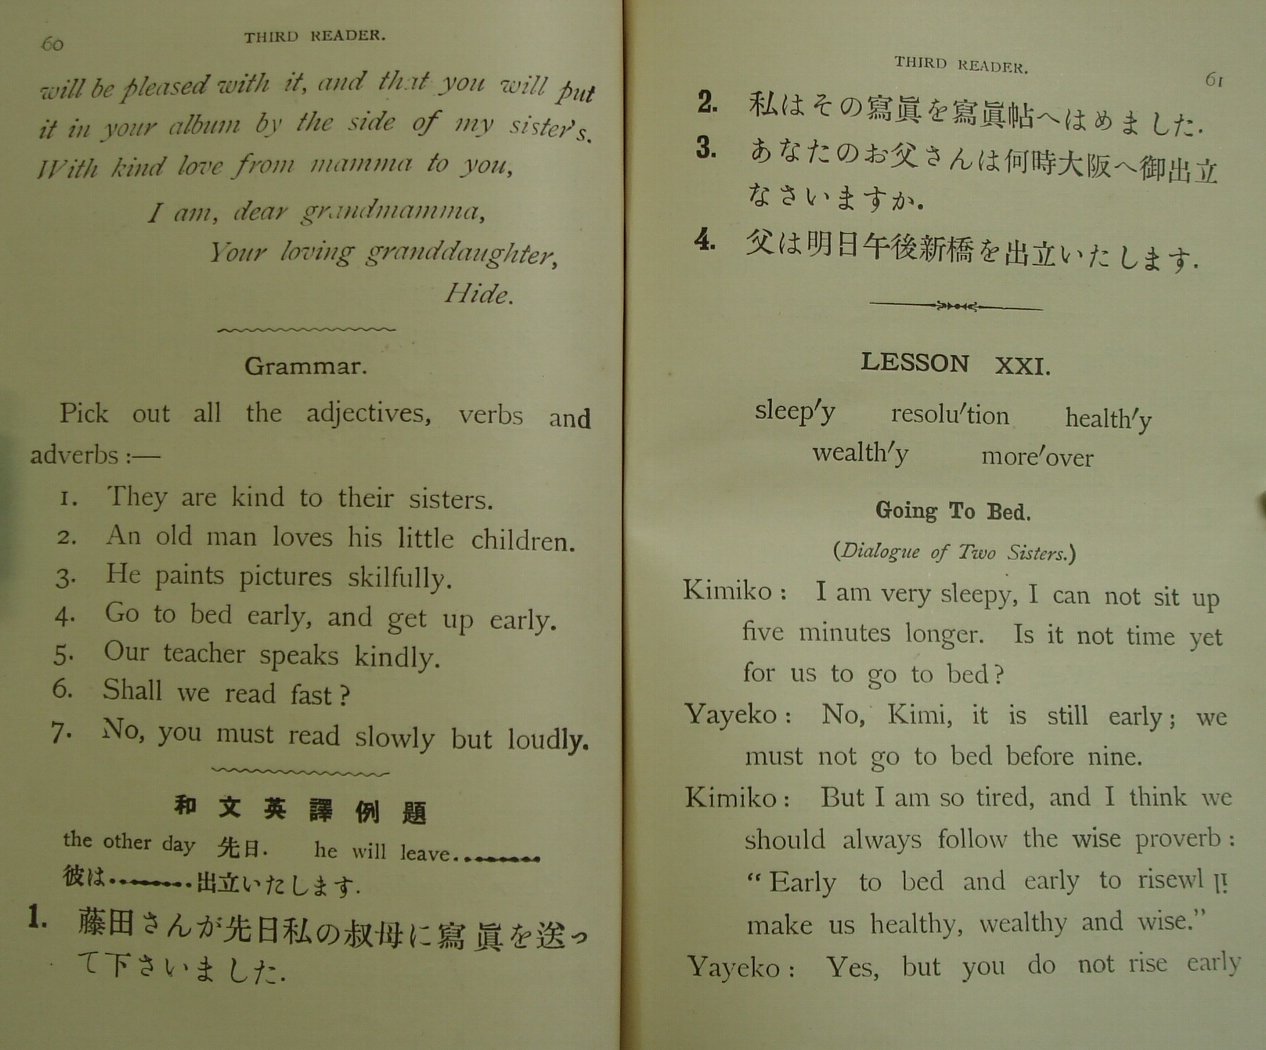 60
THIRD READER.
will be pleased with it, and that you will put
it in your album by the side of my sister's.
With kind love from mamma to you,
I am, dear grandmamma,
Your loving granddaughter,
Hide.
Grammar.
Pick out all the adjectives, verbs and
adverbs :—
1. They are kind to their sisters.
2. An old man loves his little children.
3. He paints pictures skilfully.
4. Go to bed early, and get up early.
5. Our teacher speaks kindly.
6. Shall we read fast ?
7. No, you must read slowly but loudly.
和文英譯例題
the other day 先日. he will leave..........
彼は..........出立いたします.
1. 藤田さんが先日私の叔母に寫眞を送っ
て下さいました.
THIRD READER.
61
2. 私はその寫眞を寫眞帖へはめました.
3. あなたのお父さんは何時大阪へ御出立
なさいますか.
4. 父は明日午後新橋を出立いたします.
LESSON XXI.
sleep′y resolu′tion health′y
wealth′y more′over
Going To Bed.
(Dialogue of Two Sisters.)
Kimiko : I am very sleepy, I can not sit up
five minutes longer. Is it not time yet
for us to go to bed ?
Yayeko : No, Kimi, it is still early ; we
must not go to bed before nine.
Kimiko : But I am so tired, and I think we
should always follow the wise proverb :
“ Early to bed and early to rise
make us healthy, wealthy and wise.”
Yayeko : Yes, but you do not rise early